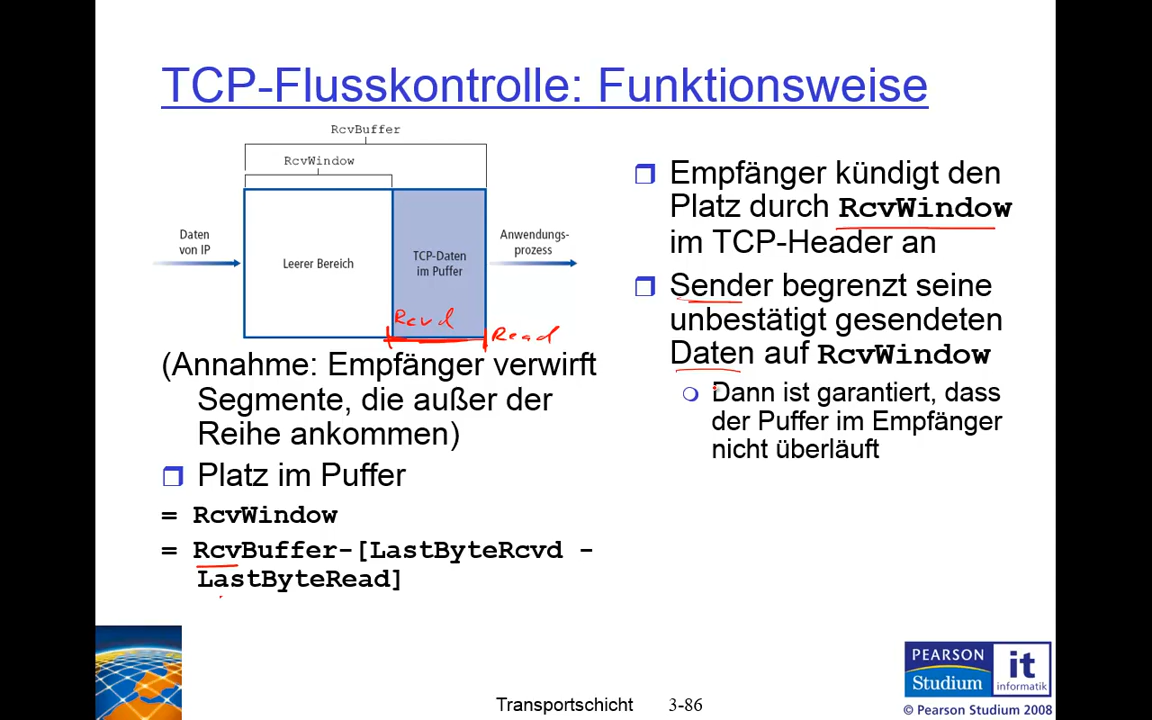 TCP-Flusskontrolle: Funktionsweise
RcvBuffer
RcvWindow
Daten
von IP
Leerer Bereich
TCP-Daten
im Puffer
Anwendungs-
prozess
Rcvd
Read
(Annahme: Empfänger verwirft
Segmente, die außer der
Reihe ankommen)
Platz im Puffer
= RcvWindow
= RcvBuffer-[LastByteRcvd -
LastByteRead]
Empfänger kündigt den
Platz durch RcvWindow
im TCP-Header an
Sender begrenzt seine
unbestätigt gesendeten
Daten auf RcvWindow
Dann ist garantiert, dass
der Puffer im Empfänger
nicht überläuft
PEARSON
Studium
it
informatik
Transportschicht 3-86
© Pearson Studium 2008